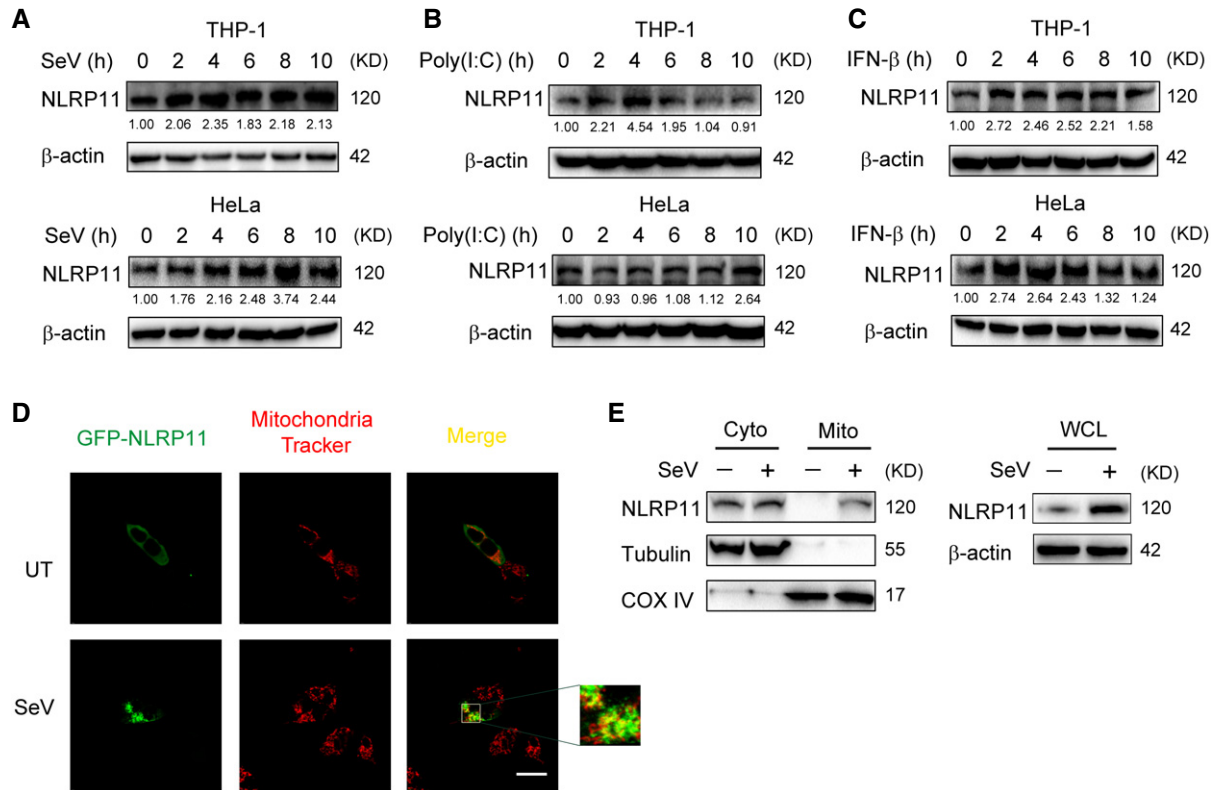 A
THP-1
SeV (h) 0 2 4 6 8 10 (KD)
NLRP11 120
1.00 2.06 2.35 1.83 2.18 2.13
β-actin 42
HeLa
SeV (h) 0 2 4 6 8 10 (KD)
NLRP11 120
1.00 1.76 2.16 2.48 3.74 2.44
β-actin 42
B
THP-1
Poly(I:C) (h) 0 2 4 6 8 10 (KD)
NLRP11 120
1.00 2.21 4.54 1.95 1.04 0.91
β-actin 42
HeLa
Poly(I:C) (h) 0 2 4 6 8 10 (KD)
NLRP11 120
1.00 0.93 0.96 1.08 1.12 2.64
β-actin 42
C
THP-1
IFN-β (h) 0 2 4 6 8 10 (KD)
NLRP11 120
1.00 2.72 2.46 2.52 2.21 1.58
β-actin 42
HeLa
IFN-β (h) 0 2 4 6 8 10 (KD)
NLRP11 120
1.00 2.74 2.64 2.43 1.32 1.24
β-actin 42
D
GFP-NLRP11
Mitochondria
Tracker
Merge
UT
SeV
E
Cyto Mito
SeV − + − + (KD)
NLRP11 120
Tubulin 55
COX IV 17
WCL
SeV − + (KD)
NLRP11 120
β-actin 42